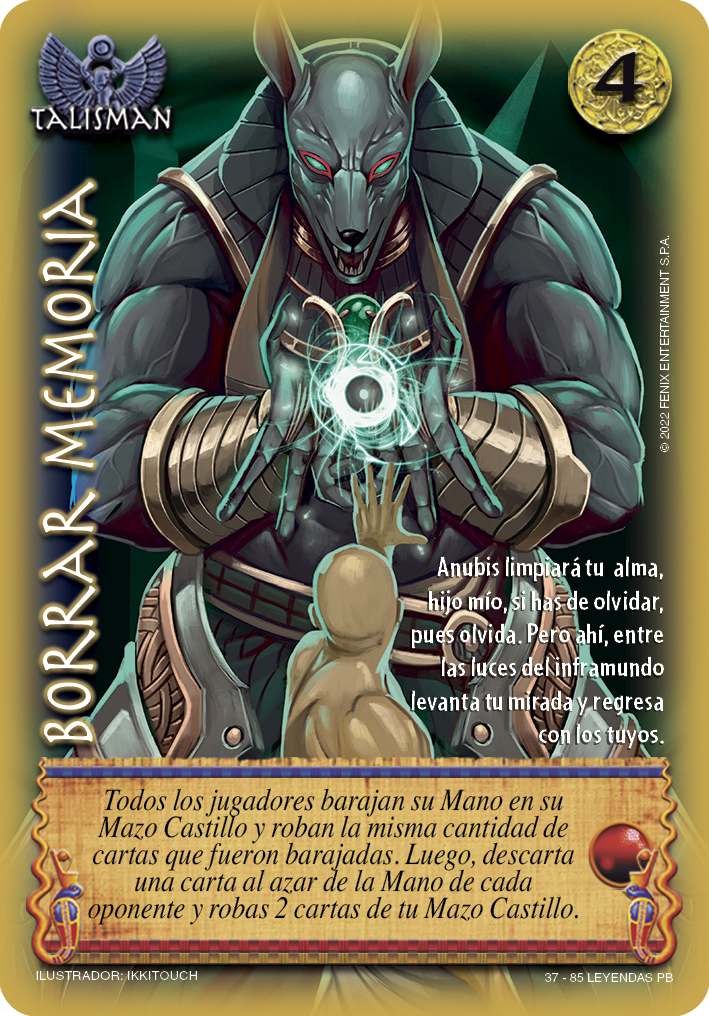 TALISMAN
4
BORRAR MEMORIA
© 2022 FENIX ENTERTAINMENT S.P.A.
Anubis limpiará tu alma,
hijo mío, si has de olvidar,
pues olvida. Pero ahí, entre
las luces del inframundo
levanta tu mirada y regresa
con los tuyos.
Todos los jugadores barajan su Mano en su
Mazo Castillo y roban la misma cantidad de
cartas que fueron barajadas. Luego, descarta
una carta al azar de la Mano de cada
oponente y robas 2 cartas de tu Mazo Castillo.
ILUSTRADOR: IKKITOUCH
37 - 85 LEYENDAS PB